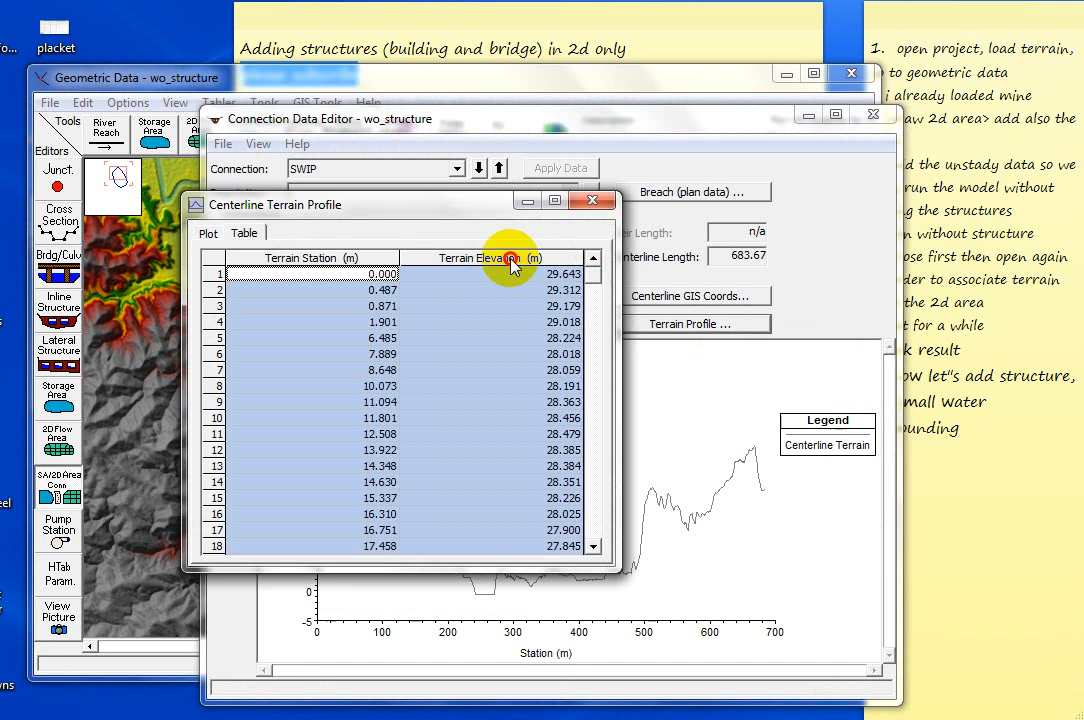 placket
Adding structures (building and bridge) in 2d only
1. open project, load terrain,
to geometric data
i already loaded mine
aw 2d area> add also the
d the unstady data so we
run the model without
g the structures
n without structure
ose first then open again
der to associate terrain
the 2d area
t for a while
k result
ow let"s add structure,
mall water
ounding
Geometric Data - wo_structure
File Edit Options View Tables Tools GIS Tools Help
Tools
Editors
River
Reach
Storage
Area
Junct.
Cross
Section
Brdg/Culv
Inline
Structure
Lateral
Structure
Storage
Area
2D Flow
Area
SA/2D Area
Conn
Pump
Station
HTab
Param.
View
Picture
Connection Data Editor - wo_structure
File View Help
Connection: SWIP Apply Data
Breach (plan data) ...
eir Length: n/a
enterline Length: 683.67
Centerline GIS Coords...
Terrain Profile ...
Centerline Terrain Profile
Plot Table
Terrain Station (m) Terrain Elevation (m)
1 0.000 29.643
2 0.487 29.312
3 0.871 29.179
4 1.901 29.018
5 6.485 28.224
6 7.889 28.018
7 8.648 28.059
8 10.073 28.191
9 11.094 28.363
10 11.801 28.456
11 12.508 28.479
12 13.922 28.385
13 14.348 28.384
14 14.630 28.351
15 15.337 28.226
16 16.310 28.025
17 16.751 27.900
18 17.458 27.845
Legend
Centerline Terrain
0
-5
0 100 200 300 400 500 600 700
Station (m)